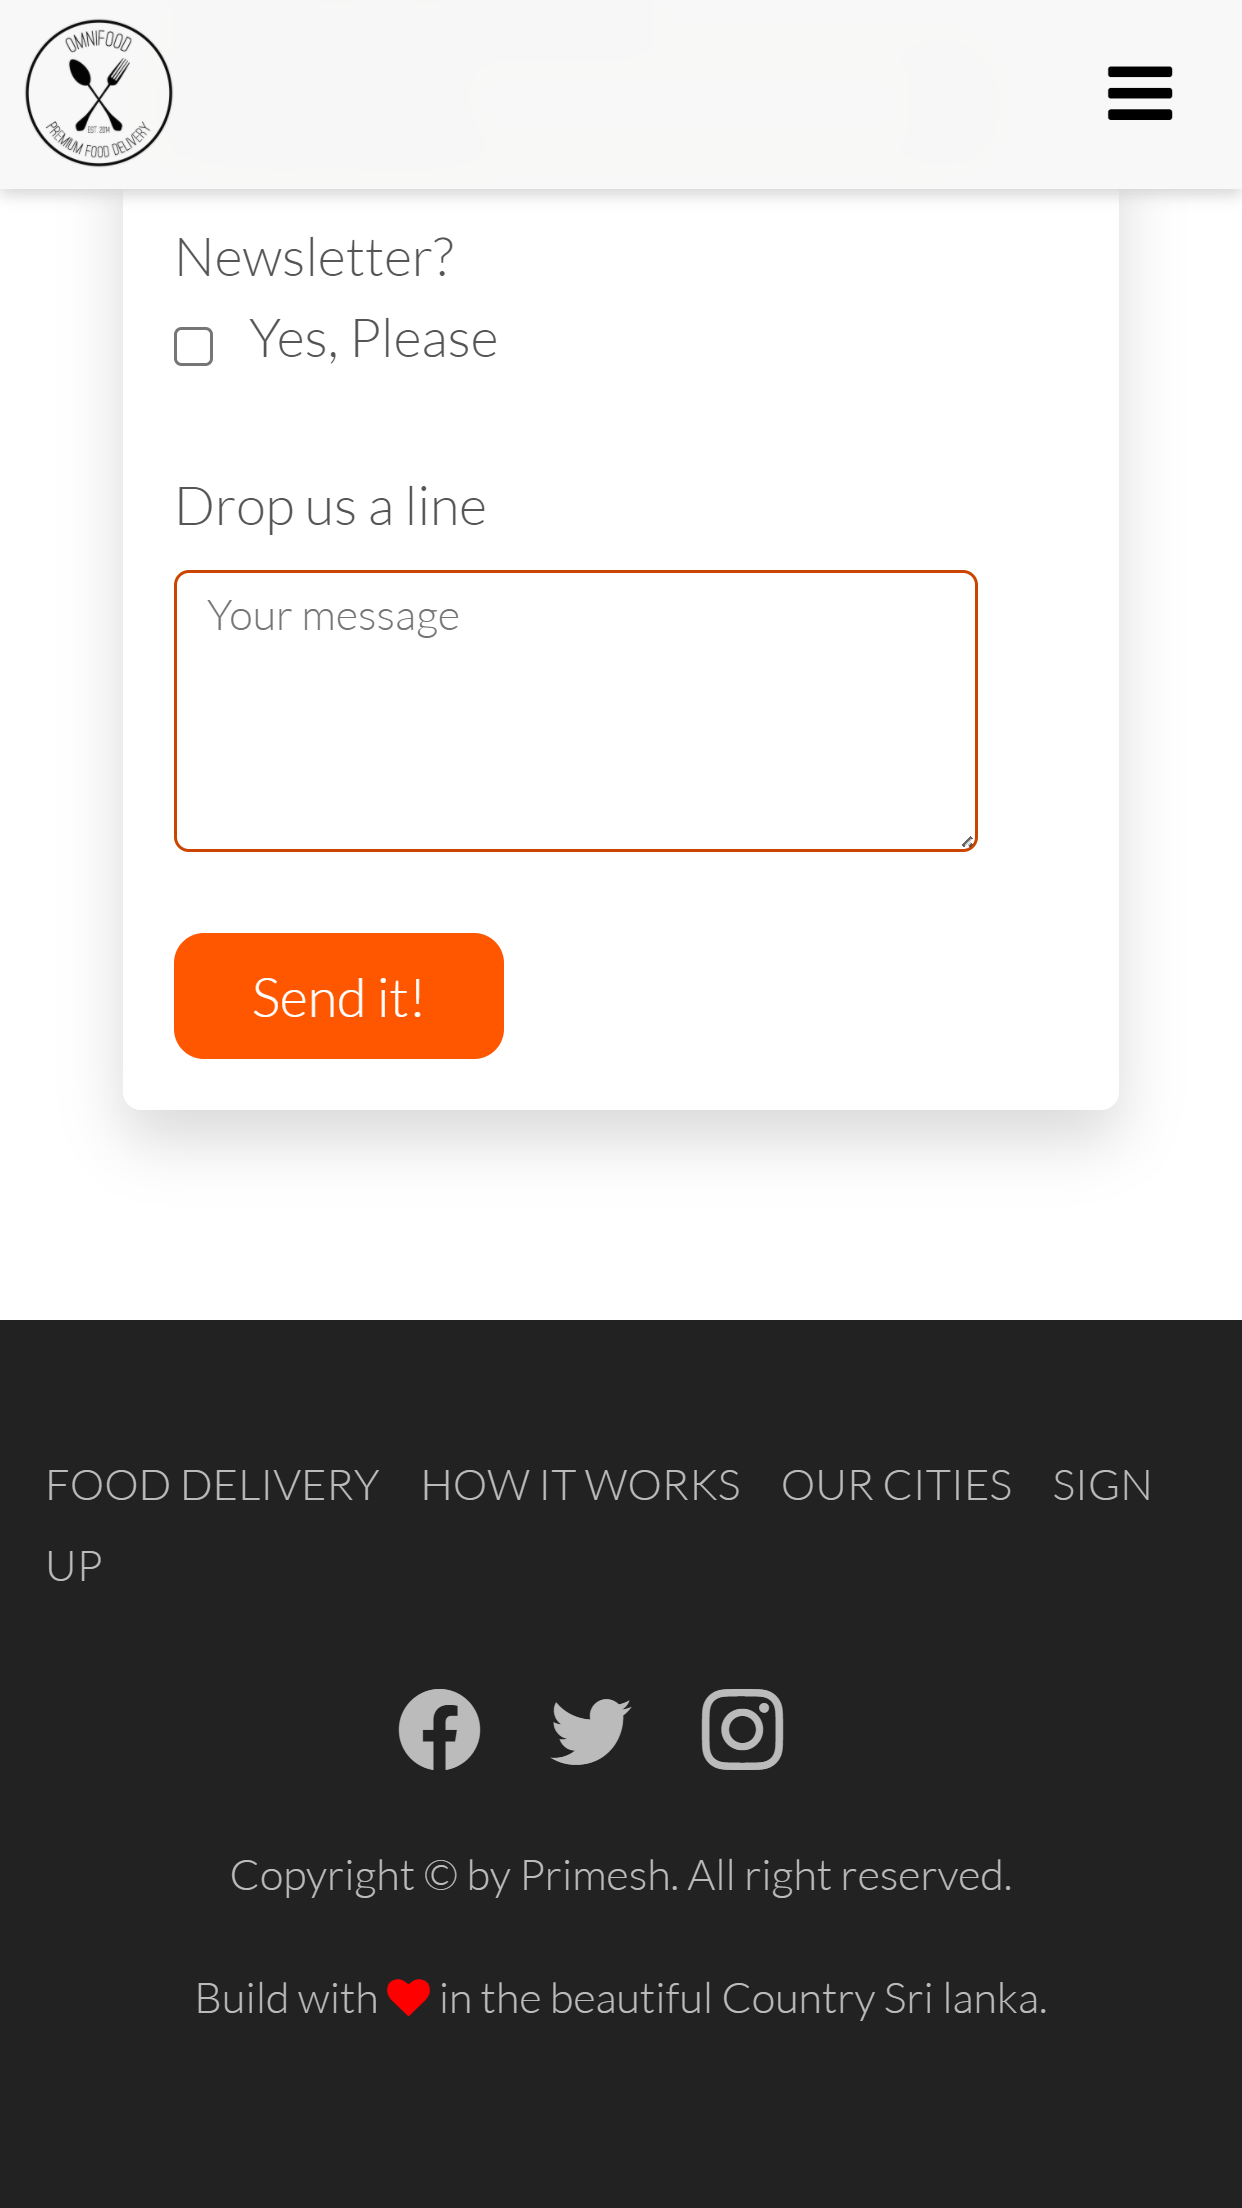 OMNIFOOD
EST. 2014
PREMIUM FOOD DELIVERY
Newsletter?
Yes, Please
Drop us a line
Your message
Send it!
FOOD DELIVERY HOW IT WORKS OUR CITIES SIGN
UP
Copyright © by Primesh. All right reserved.
Build with ❤ in the beautiful Country Sri lanka.